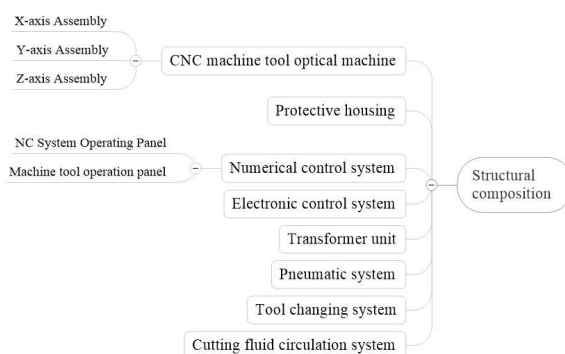 X-axis Assembly
Y-axis Assembly
Z-axis Assembly
CNC machine tool optical machine
Protective housing
NC System Operating Panel
Machine tool operation panel
Numerical control system
Electronic control system
Transformer unit
Pneumatic system
Tool changing system
Cutting fluid circulation system
Structural
composition